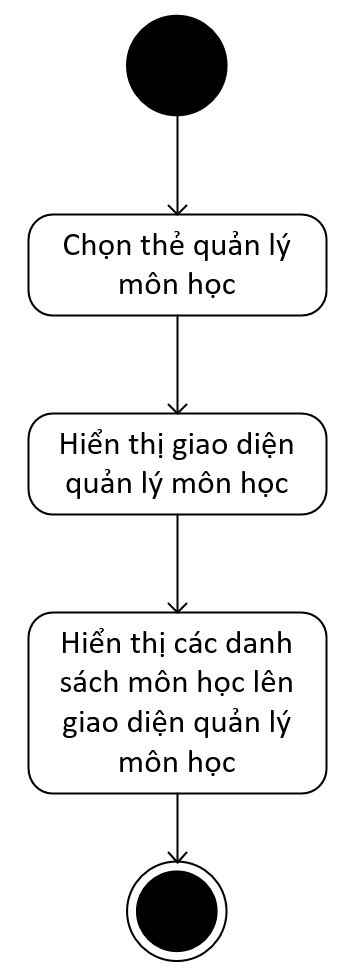 Chọn thẻ quản lý
môn học
Hiển thị giao diện
quản lý môn học
Hiển thị các danh
sách môn học lên
giao diện quản lý
môn học